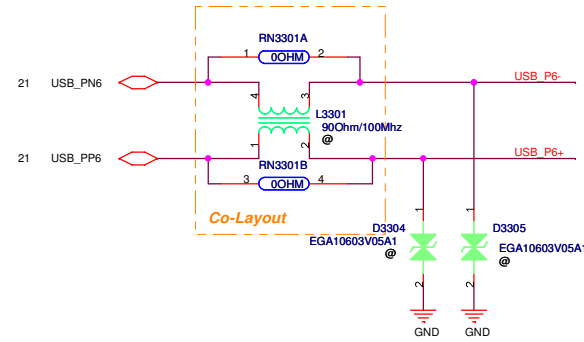 RN3301A
1 0OHM 2
21 USB_PN6 USB_P6-
4 3
L3301
90Ohm/100Mhz
@
1 2
21 USB_PP6 USB_P6+
RN3301B
3 0OHM 4
Co-Layout
1 1
D3304 D3305
EGA10603V05A1 EGA10603V05A1
@ @
2 2
GND GND